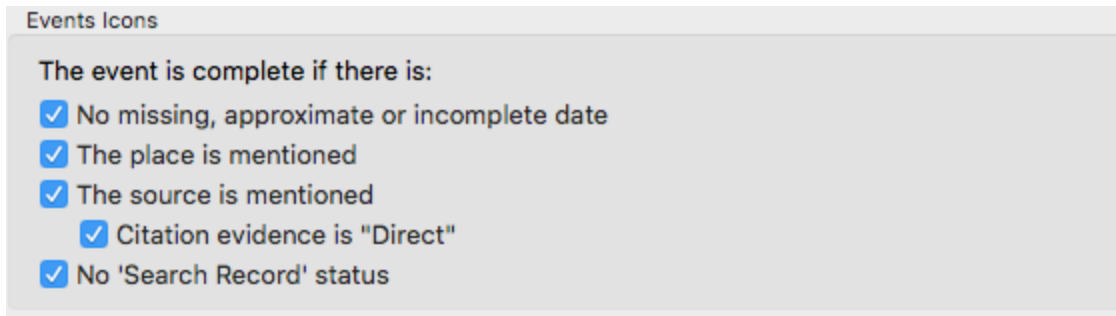 Events Icons
The event is complete if there is:
No missing, approximate or incomplete date
The place is mentioned
The source is mentioned
Citation evidence is "Direct"
No 'Search Record' status